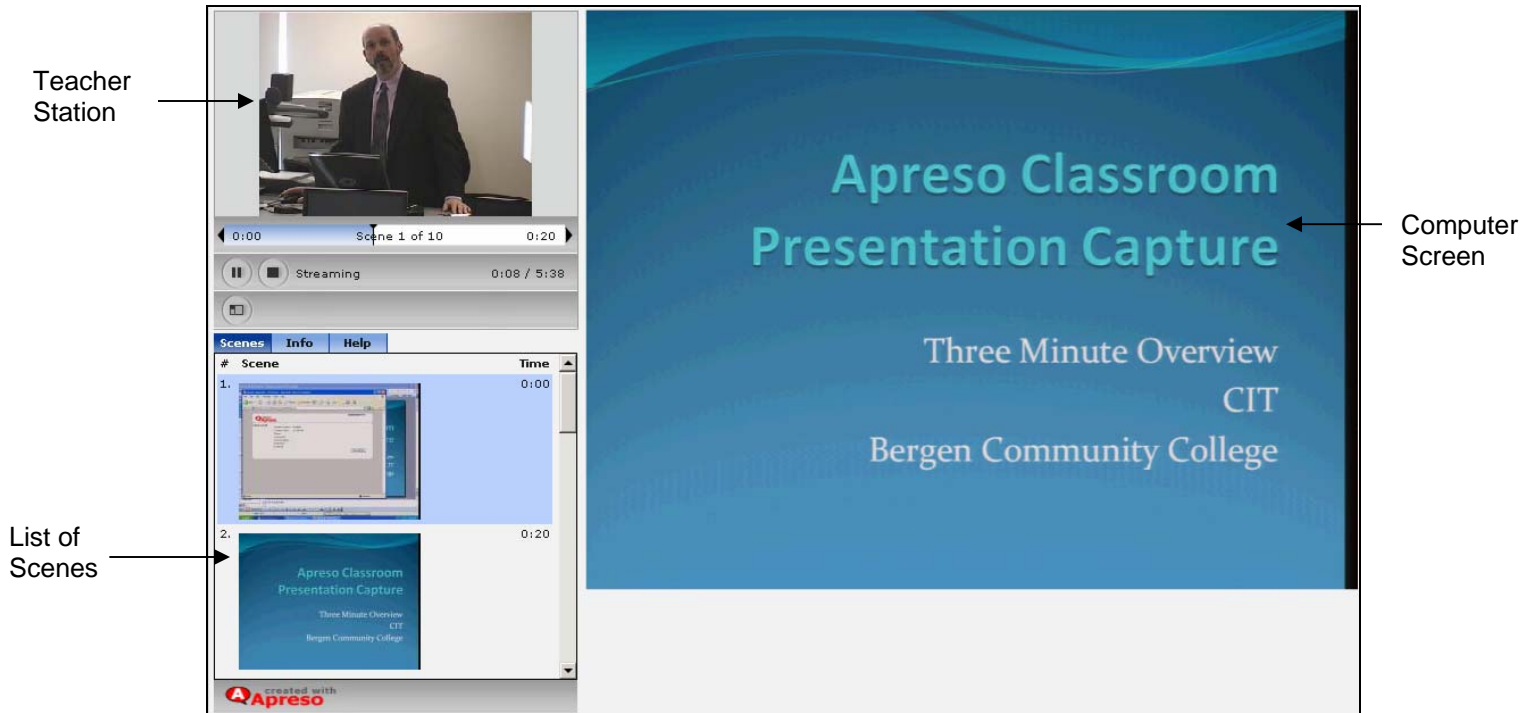 Teacher
Station
0:00 Scene 1 of 10 0:20
Streaming 0:08 / 5:38
Scenes Info Help
# Scene Time
1. 0:00
Apreso
2. 0:20
Apreso Classroom
Presentation Capture
Three Minute Overview
CIT
Bergen Community College
created with
Apreso
List of
Scenes
Apreso Classroom
Presentation Capture
Three Minute Overview
CIT
Bergen Community College
Computer
Screen